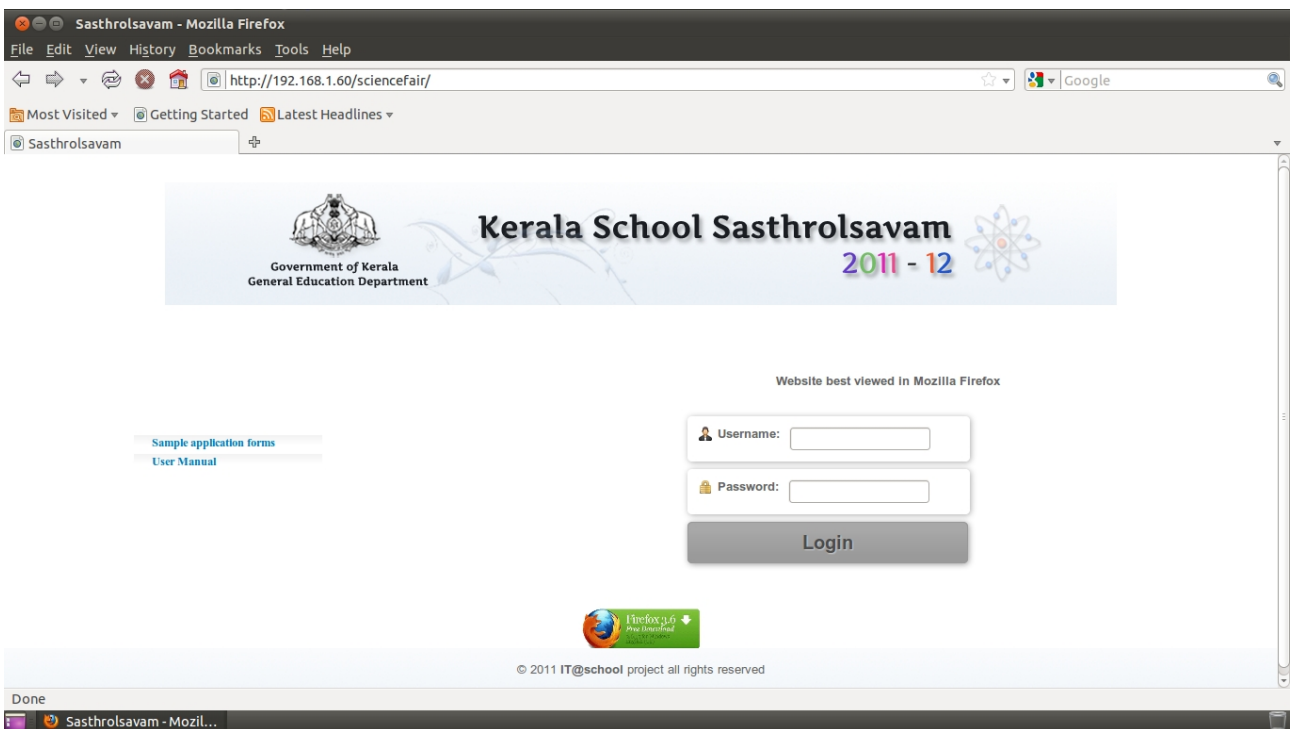 Sasthrolsavam - Mozilla Firefox
File Edit View History Bookmarks Tools Help
http://192.168.1.60/sciencefair/
Google
Most Visited Getting Started Latest Headlines
Sasthrolsavam
Kerala School Sasthrolsavam
2011 - 12
Government of Kerala
General Education Department
Website best viewed in Mozilla Firefox
Username:
Sample application forms
User Manual
Password:
Login
Firefox 3.6
Free Download
© 2011 IT@school project all rights reserved
Done
Sasthrolsavam - Mozil...